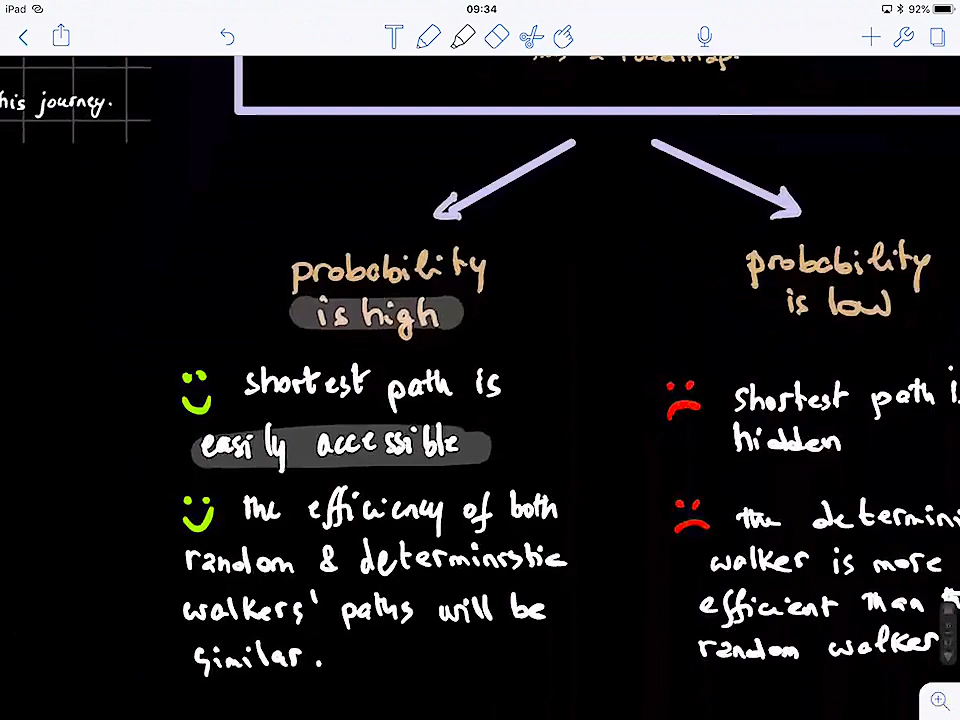 iPad
09:34
92%
his journey.
a roadmap.
probability
is high
shortest path is
easily accessible
the efficiency of both
random & deterministic
walkers' paths will be
similar.
probability
is low
shortest path is
hidden
the determini
walker is more
efficient than
random walker